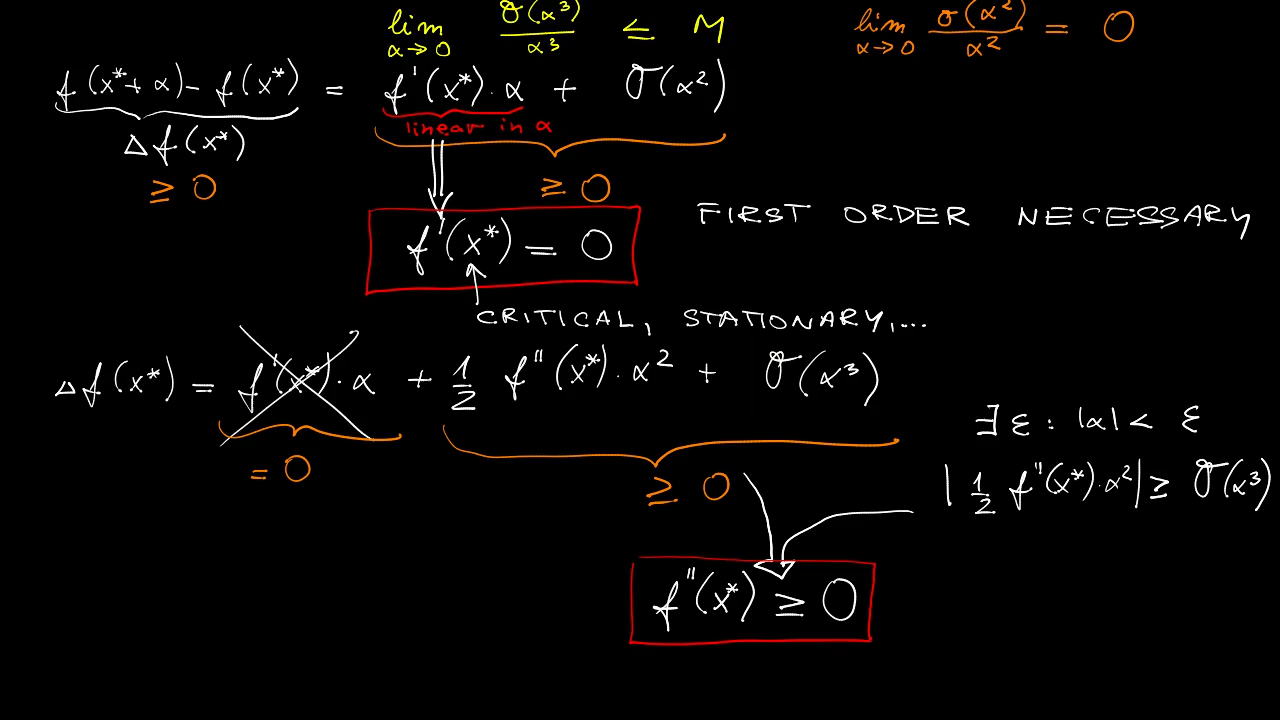 lim α→0 O(α³)/α³ ≤ M
lim α→0 o(α²)/α² = 0
f(x*+α) - f(x*) = f'(x*)·α + O(α²)
linear in α
Δf(x*)
≥ 0
≥ 0
FIRST ORDER NECESSARY
f'(x*) = 0
CRITICAL, STATIONARY,...
Δf(x*) = f'(x*)·α + 1/2 f''(x*)·α² + O(α³)
= 0
≥ 0
∃ ε : |α| < ε
|1/2 f''(x*)·α²| ≥ O(α³)
f''(x*) ≥ 0